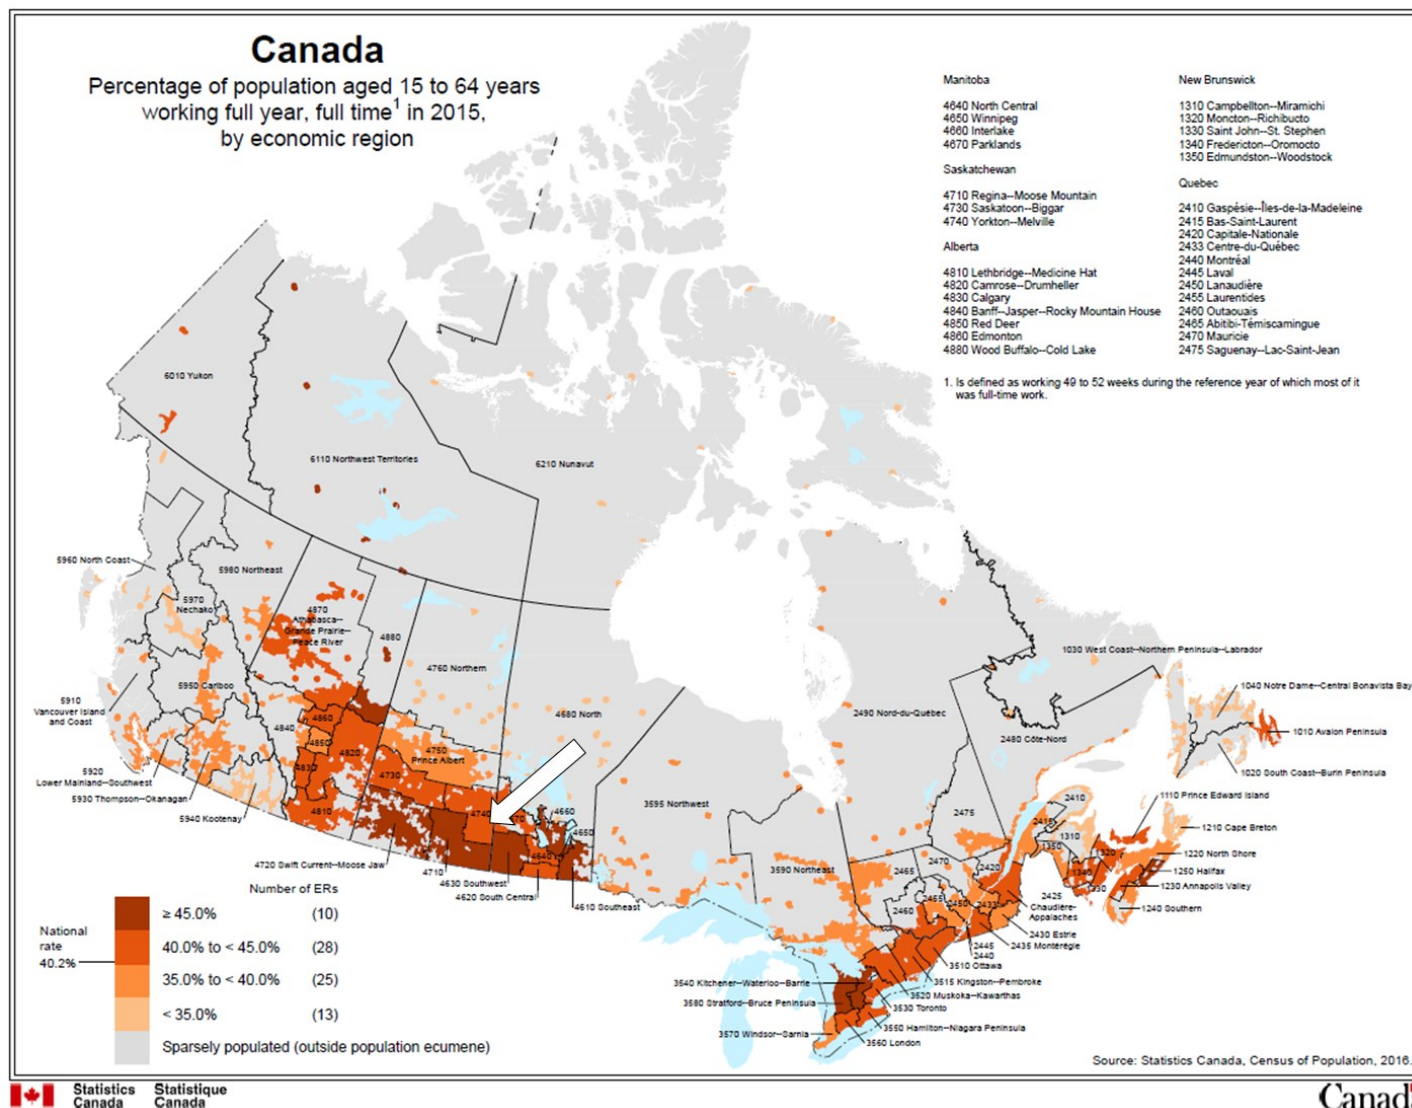 Canada
Percentage of population aged 15 to 64 years
working full year, full time¹ in 2015,
by economic region
Manitoba
4640 North Central
4650 Winnipeg
4660 Interlake
4670 Parklands
Saskatchewan
4710 Regina--Moose Mountain
4730 Saskatoon--Biggar
4740 Yorkton--Melville
Alberta
4810 Lethbridge--Medicine Hat
4820 Camrose--Drumheller
4830 Calgary
4840 Banff--Jasper--Rocky Mountain House
4850 Red Deer
4860 Edmonton
4880 Wood Buffalo--Cold Lake
New Brunswick
1310 Campbellton--Miramichi
1320 Moncton--Richibucto
1330 Saint John--St. Stephen
1340 Fredericton--Oromocto
1350 Edmundston--Woodstock
Quebec
2410 Gaspésie--Îles-de-la-Madeleine
2415 Bas-Saint-Laurent
2420 Capitale-Nationale
2433 Centre-du-Québec
2440 Montréal
2445 Laval
2450 Lanaudière
2455 Laurentides
2460 Outaouais
2465 Abitibi-Témiscamingue
2470 Mauricie
2475 Saguenay--Lac-Saint-Jean
1. Is defined as working 49 to 52 weeks during the reference year of which most of it
was full-time work.
6010 Yukon
6110 Northwest Territories
6210 Nunavut
5960 North Coast
5980 Northeast
5970
Nechako
4870
Athabasca--
Grande Prairie--
Peace River
4880
4760 Northern
5950 Cariboo
5910
Vancouver Island
and Coast
4840
4860
4850
4820
4830
4810
4750
Prince Albert
4730
4740
4680 North
4660
4650
4640
5920
Lower Mainland--Southwest
5930 Thompson--Okanagan
5940 Kootenay
4720 Swift Current--Moose Jaw
4710
4630 Southwest
4620 South Central
4610 Southeast
3595 Northwest
3590 Northeast
2490 Nord-du-Québec
2480 Côte-Nord
1030 West Coast--Northern Peninsula--Labrador
1040 Notre Dame--Central Bonavista Bay
1010 Avalon Peninsula
1020 South Coast--Burin Peninsula
1110 Prince Edward Island
1210 Cape Breton
1220 North Shore
1250 Halifax
1230 Annapolis Valley
1240 Southern
2475
2410
2415
1310
1350
1320
1340
1330
2465
2470
2420
2460
2455
2450
2433
2425
Chaudière-
Appalaches
2430 Estrie
2435 Montérégie
2445
2440
3510 Ottawa
3515 Kingston--Pembroke
3520 Muskoka--Kawarthas
3530 Toronto
3540 Kitchener--Waterloo--Barrie
3580 Stratford--Bruce Peninsula
3550 Hamilton--Niagara Peninsula
3570 Windsor--Sarnia
3560 London
Number of ERs
≥ 45.0% (10)
40.0% to < 45.0% (28)
35.0% to < 40.0% (25)
< 35.0% (13)
Sparsely populated (outside population ecumene)
National
rate
40.2%
Source: Statistics Canada, Census of Population, 2016.
Statistics Statistique
Canada Canada